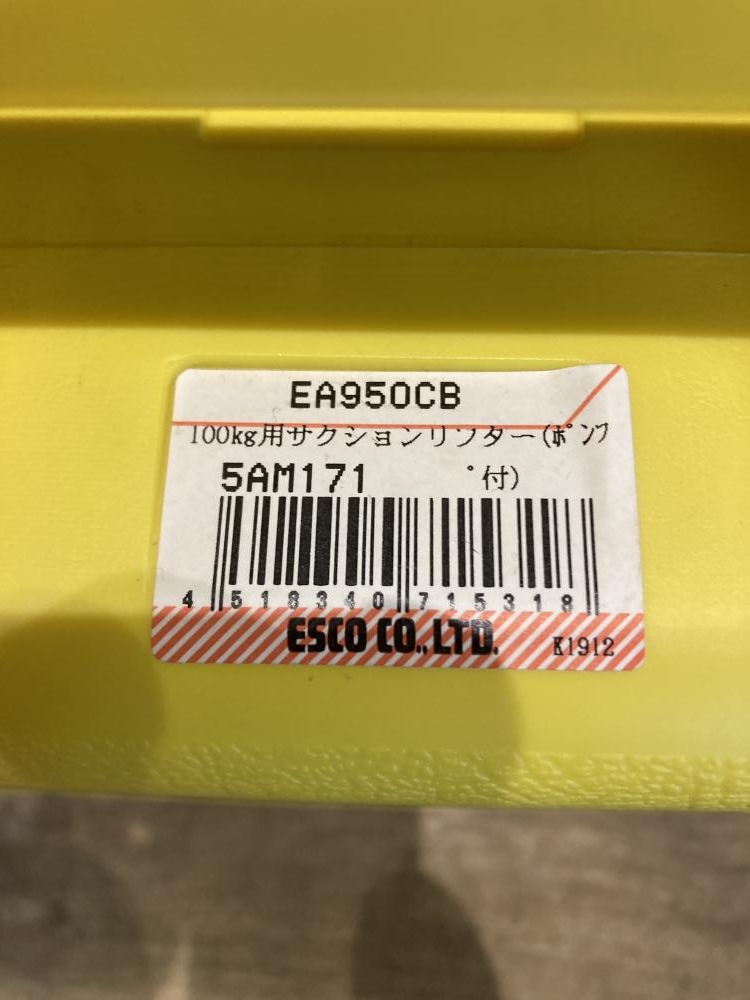 EA950CB
100kg用サクションリフター(ﾎﾟﾝﾌ
5AM171 ﾟ付)
4 518340 715318
ESCO CO.,LTD.
K1912